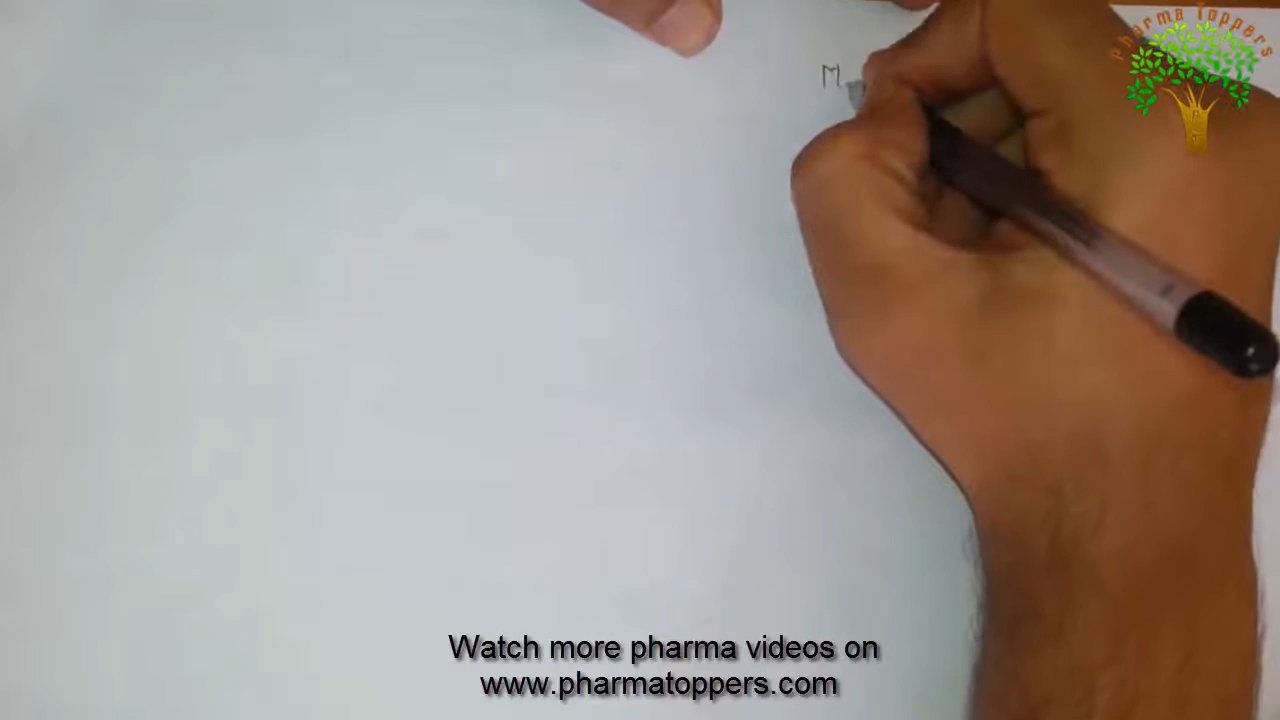 Pharma Toppers
M.
P
T
Watch more pharma videos on
www.pharmatoppers.com